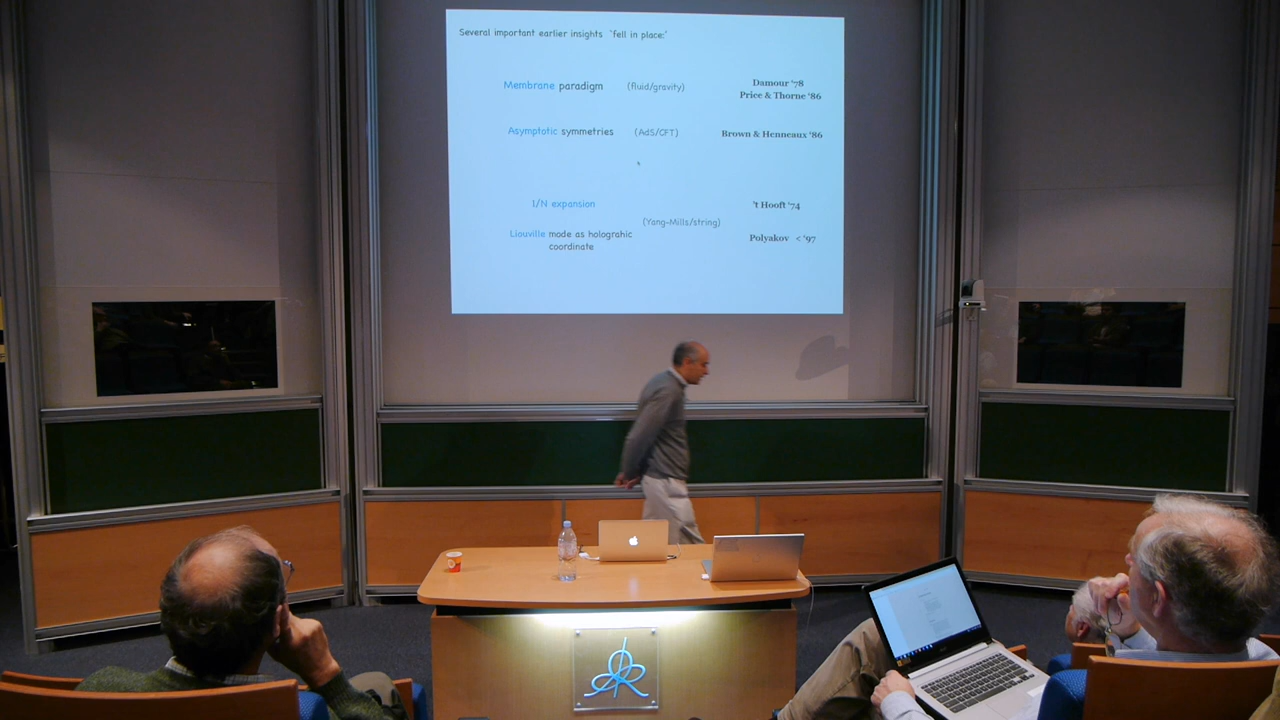 Several important earlier insights `fell in place:'
Membrane paradigm (fluid/gravity) Damour '78
Price & Thorne '86
Asymptotic symmetries (AdS/CFT) Brown & Henneaux '86
1/N expansion 't Hooft '74
(Yang-Mills/string)
Liouville mode as holograhic Polyakov < '97
coordinate